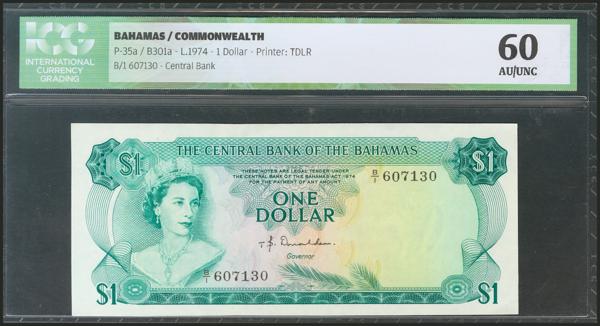 ICG
INTERNATIONAL
CURRENCY
GRADING
BAHAMAS / COMMONWEALTH
P-35a / B301a - L.1974 - 1 Dollar - Printer: TDLR
B/1 607130 - Central Bank
60
AU/UNC
THE CENTRAL BANK OF THE BAHAMAS
$1
THESE NOTES ARE LEGAL TENDER UNDER
THE CENTRAL BANK OF THE BAHAMAS ACT 1974
FOR THE PAYMENT OF ANY AMOUNT
$1
B/1 607130
ONE
DOLLAR
T. B. Donaldson
Governor
B/1 607130
$1
$1